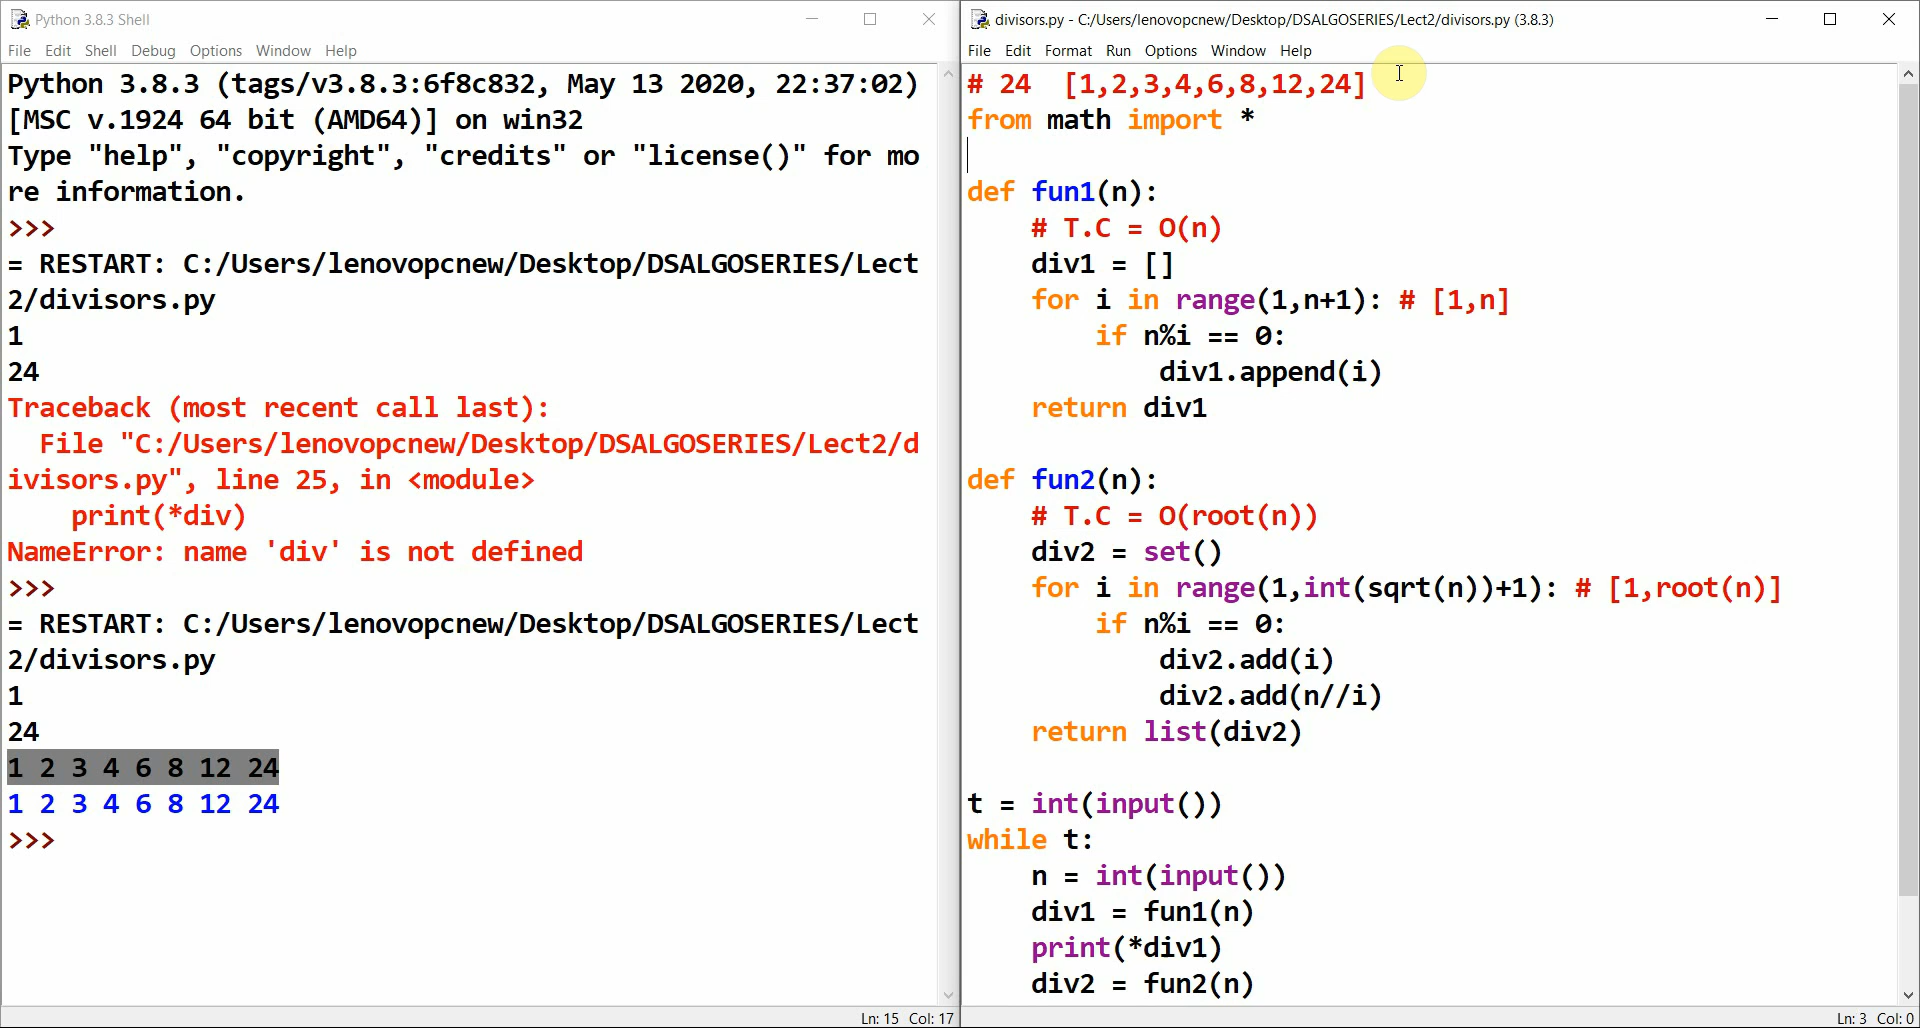 Python 3.8.3 Shell
File Edit Shell Debug Options Window Help
Python 3.8.3 (tags/v3.8.3:6f8c832, May 13 2020, 22:37:02)
[MSC v.1924 64 bit (AMD64)] on win32
Type "help", "copyright", "credits" or "license()" for mo
re information.
>>>
= RESTART: C:/Users/lenovopcnew/Desktop/DSALGOSERIES/Lect
2/divisors.py
1
24
Traceback (most recent call last):
  File "C:/Users/lenovopcnew/Desktop/DSALGOSERIES/Lect2/d
ivisors.py", line 25, in <module>
    print(*div)
NameError: name 'div' is not defined
>>>
= RESTART: C:/Users/lenovopcnew/Desktop/DSALGOSERIES/Lect
2/divisors.py
1
24
1 2 3 4 6 8 12 24
1 2 3 4 6 8 12 24
>>>
Ln: 15 Col: 17
divisors.py - C:/Users/lenovopcnew/Desktop/DSALGOSERIES/Lect2/divisors.py (3.8.3)
File Edit Format Run Options Window Help
# 24  [1,2,3,4,6,8,12,24]
from math import *
def fun1(n):
    # T.C = O(n)
    div1 = []
    for i in range(1,n+1): # [1,n]
        if n%i == 0:
            div1.append(i)
    return div1
def fun2(n):
    # T.C = O(root(n))
    div2 = set()
    for i in range(1,int(sqrt(n))+1): # [1,root(n)]
        if n%i == 0:
            div2.add(i)
            div2.add(n//i)
    return list(div2)
t = int(input())
while t:
    n = int(input())
    div1 = fun1(n)
    print(*div1)
    div2 = fun2(n)
Ln: 3 Col: 0